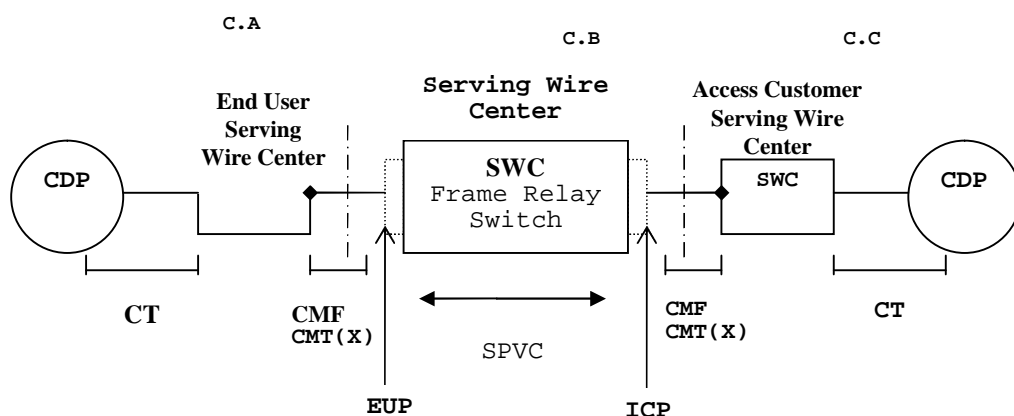 C.A
C.B
C.C
Serving Wire
Center
End User
Serving
Wire Center
Access Customer
Serving Wire
Center
CDP
SWC
Frame Relay
Switch
SWC
CDP
CT
CMF
CMT(X)
SPVC
CMF
CMT(X)
CT
EUP
ICP